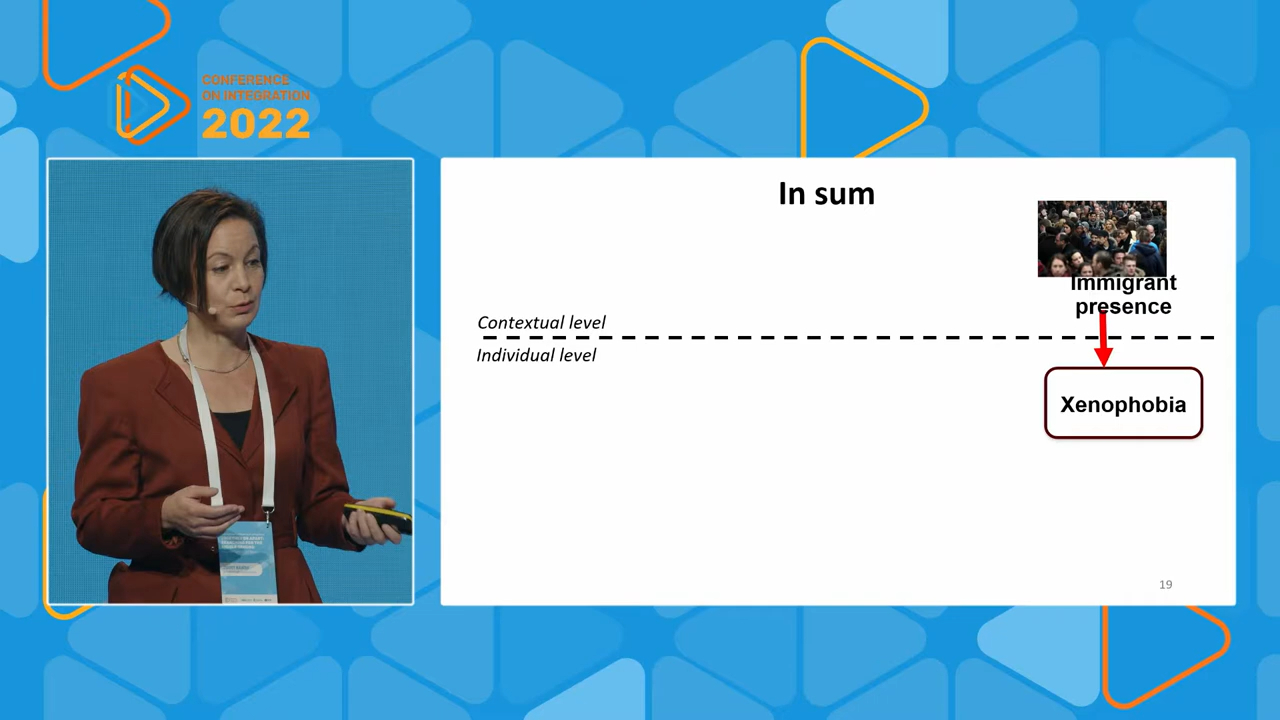 CONFERENCE
ON INTEGRATION
2022
In sum
Immigrant
presence
Contextual level
Individual level
Xenophobia
19